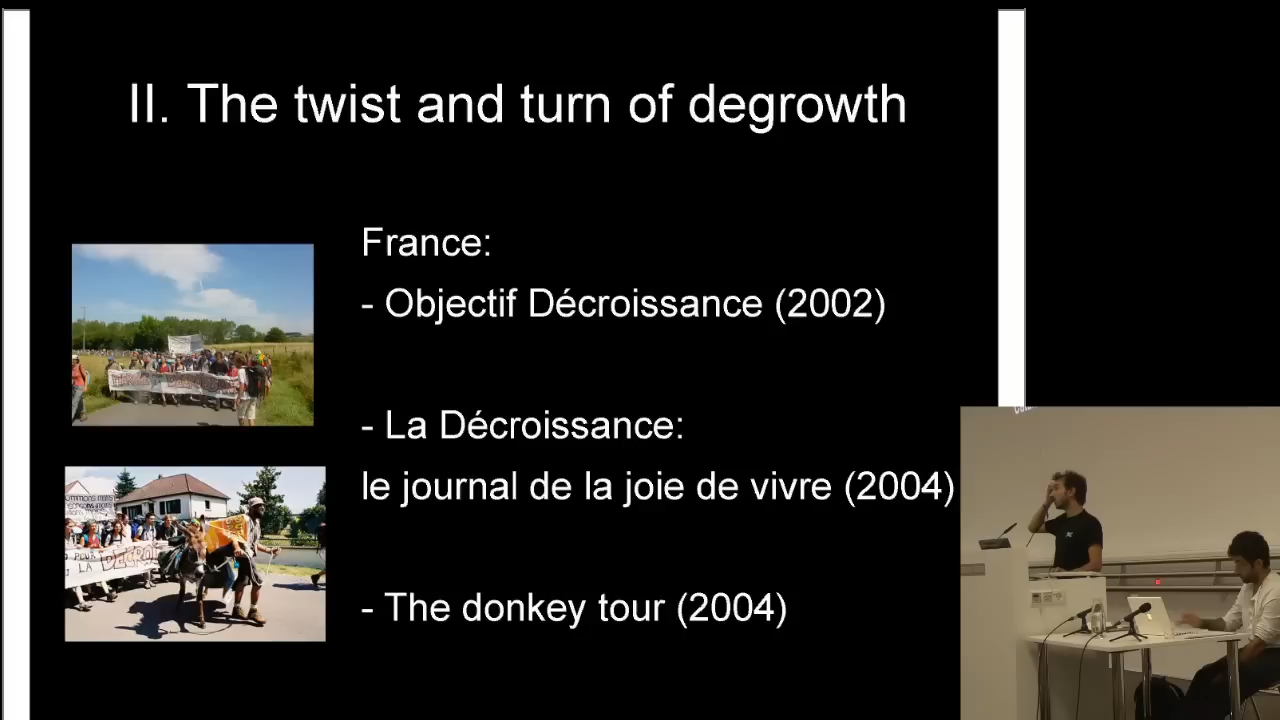 II. The twist and turn of degrowth
France:
- Objectif Décroissance (2002)
- La Décroissance:
le journal de la joie de vivre (2004)
- The donkey tour (2004)